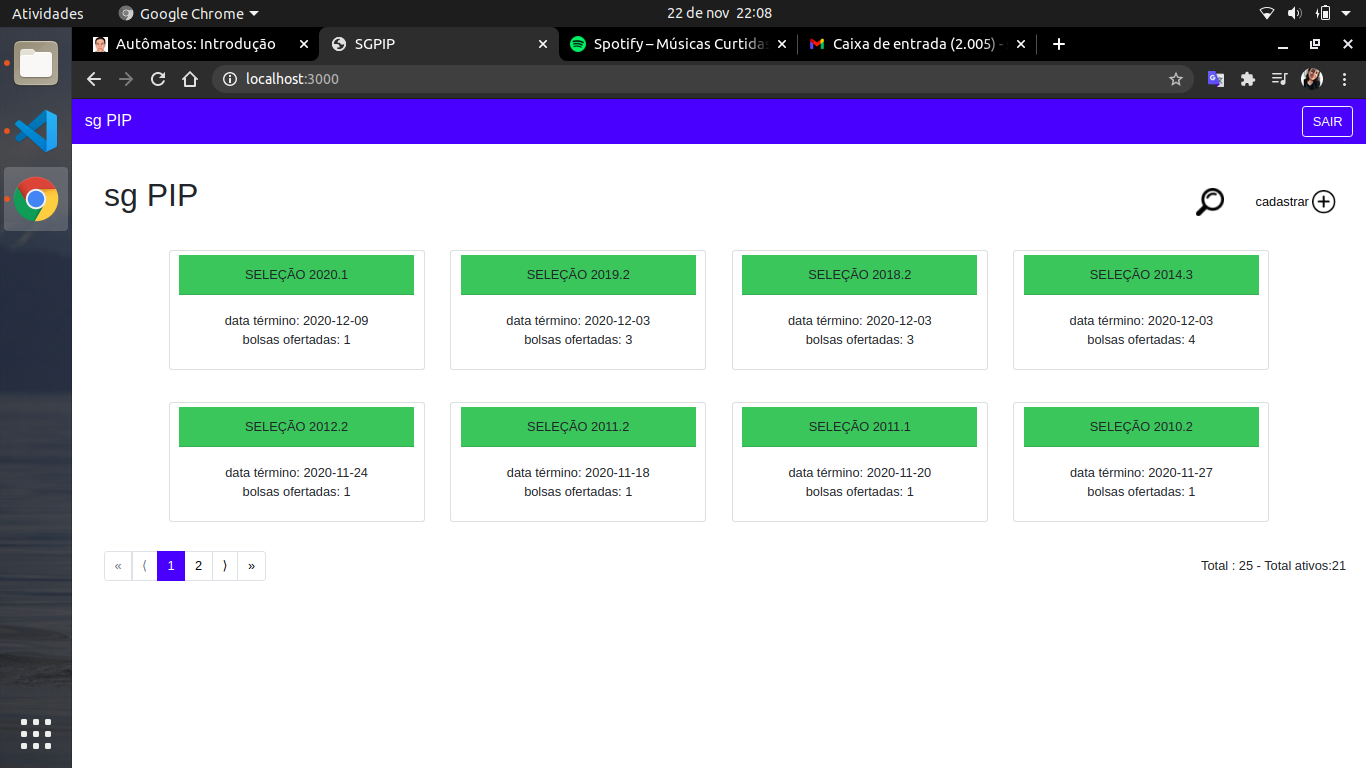 Atividades
Google Chrome
22 de nov 22:08
Autômatos: Introdução
SGPIP
Spotify – Músicas Curtidas
Caixa de entrada (2.005) -
localhost:3000
sg PIP
SAIR
sg PIP
cadastrar
SELEÇÃO 2020.1
data término: 2020-12-09
bolsas ofertadas: 1
SELEÇÃO 2019.2
data término: 2020-12-03
bolsas ofertadas: 3
SELEÇÃO 2018.2
data término: 2020-12-03
bolsas ofertadas: 3
SELEÇÃO 2014.3
data término: 2020-12-03
bolsas ofertadas: 4
SELEÇÃO 2012.2
data término: 2020-11-24
bolsas ofertadas: 1
SELEÇÃO 2011.2
data término: 2020-11-18
bolsas ofertadas: 1
SELEÇÃO 2011.1
data término: 2020-11-20
bolsas ofertadas: 1
SELEÇÃO 2010.2
data término: 2020-11-27
bolsas ofertadas: 1
« ⟨ 1 2 ⟩ »
Total : 25 - Total ativos:21